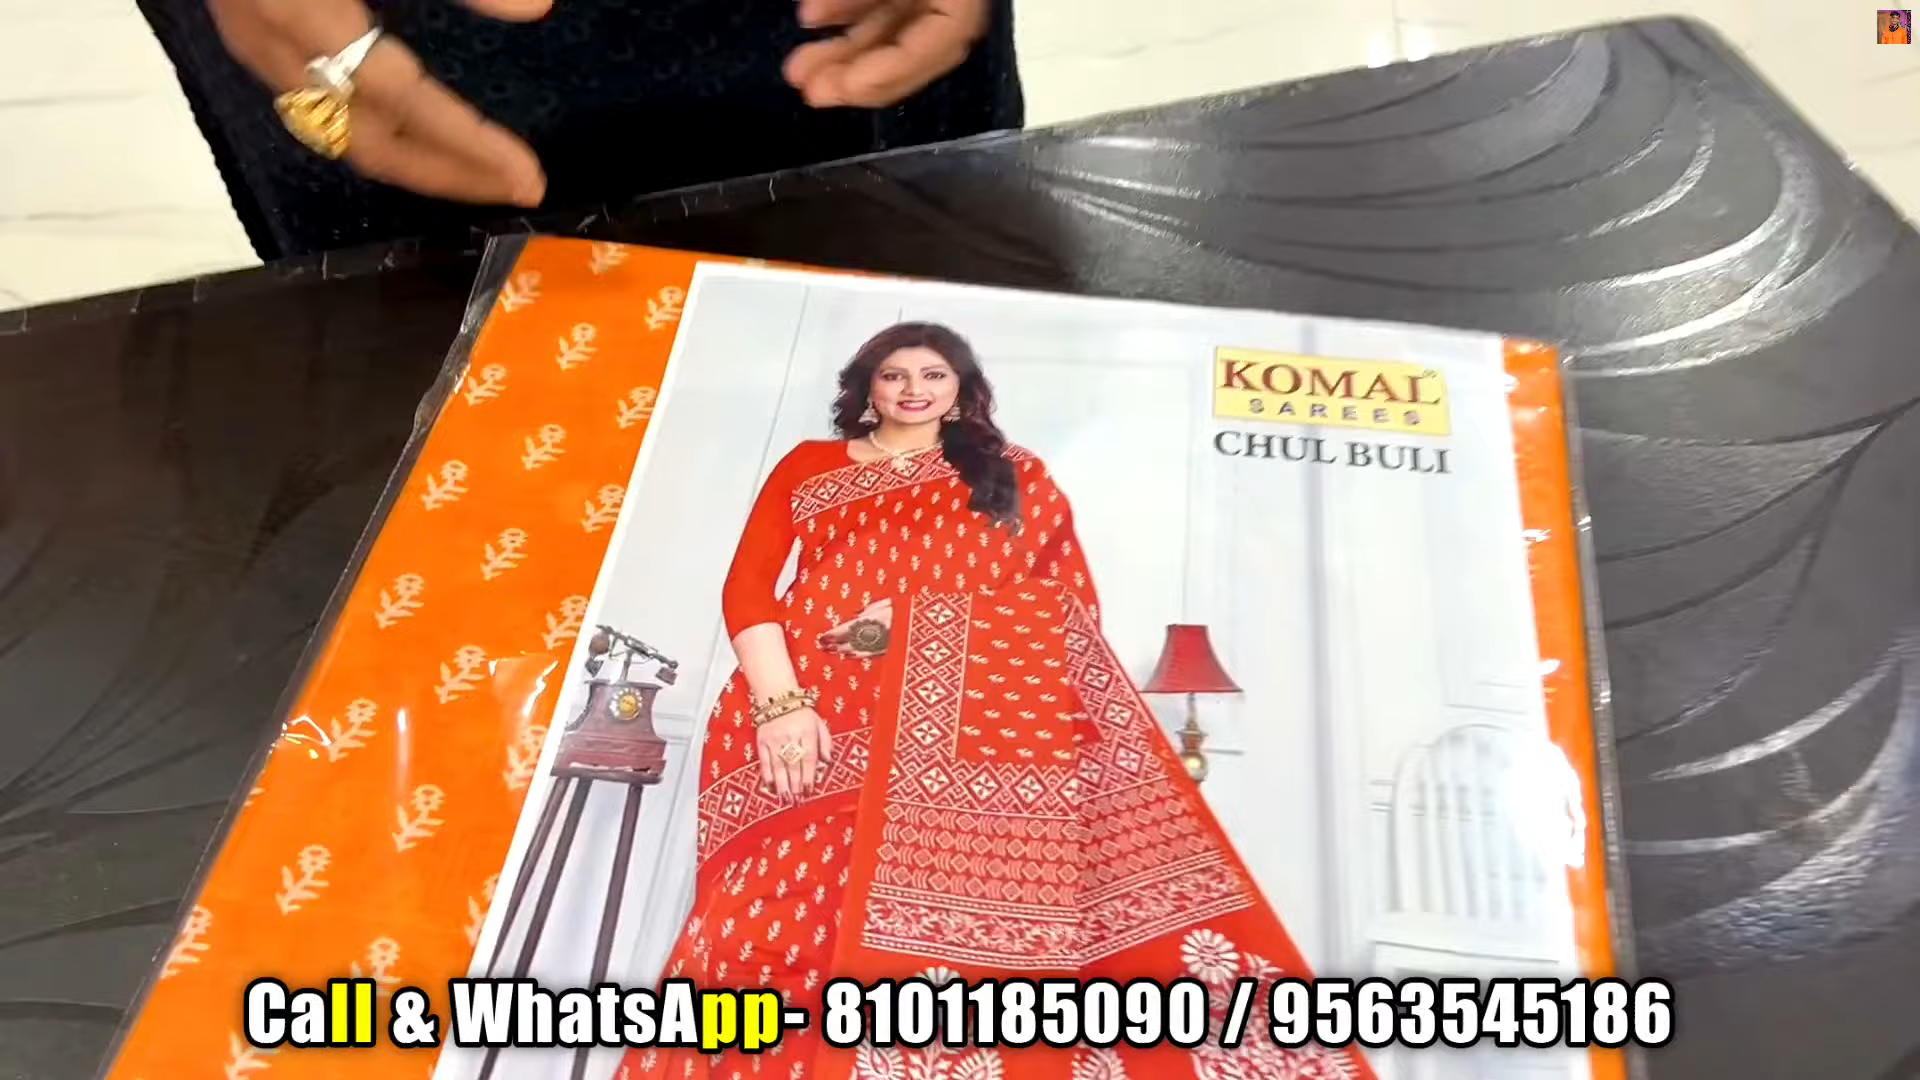 KOMAL
SAREES
CHUL BULI
Call & WhatsApp- 8101185090 / 9563545186